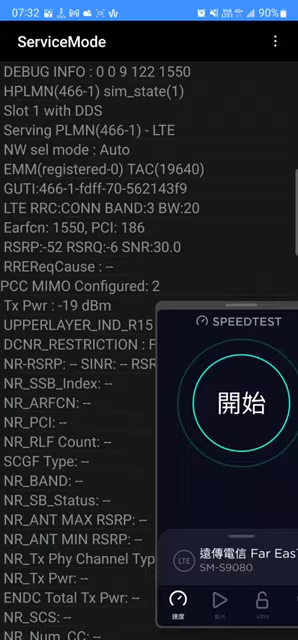 07:32
90%
ServiceMode
DEBUG INFO : 0 0 9 122 1550
HPLMN(466-1) sim_state(1)
Slot 1 with DDS
Serving PLMN(466-1) - LTE
NW sel mode : Auto
EMM(registered-0) TAC(19640)
GUTI:466-1-fdff-70-562143f9
LTE RRC:CONN BAND:3 BW:20
Earfcn: 1550, PCI: 186
RSRP:-52 RSRQ:-6 SNR:30.0
RREReqCause : --
PCC MIMO Configured: 2
Tx Pwr : -19 dBm
UPPERLAYER_IND_R15
DCNR_RESTRICTION : F
NR-RSRP: -- SINR: -- RSR
NR_SSB_Index: --
NR_ARFCN: --
NR_PCI: --
NR_RLF Count: --
SCGF Type: --
NR_BAND: --
NR_SB_Status: --
NR_ANT MAX RSRP: --
NR_ANT MIN RSRP: --
NR_Tx Phy Channel Typ
NR_Tx Pwr: --
ENDC Total Tx Pwr: --
NR_SCS: --
NR_Num_CC: --
SPEEDTEST
開始
LTE
遠傳電信 Far Eas
SM-S9080
速度
VPN